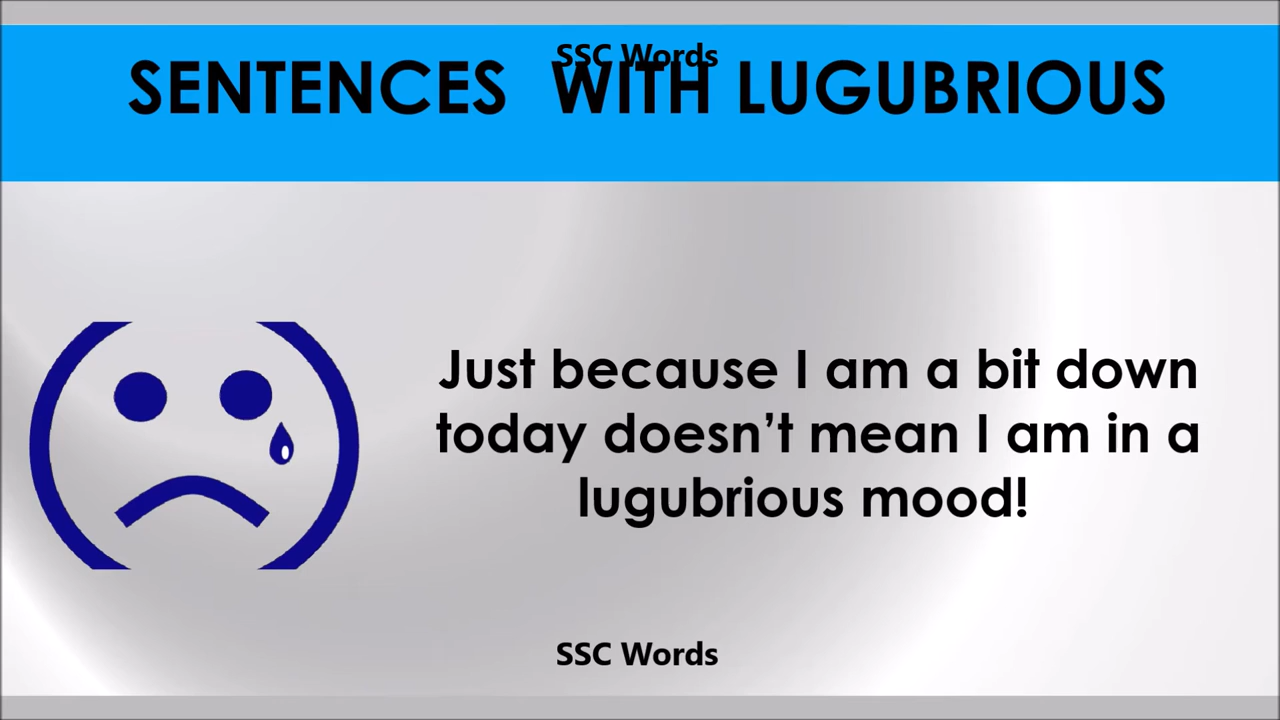 SSC Words
SENTENCES WITH LUGUBRIOUS
Just because I am a bit down
today doesn’t mean I am in a
lugubrious mood!
SSC Words